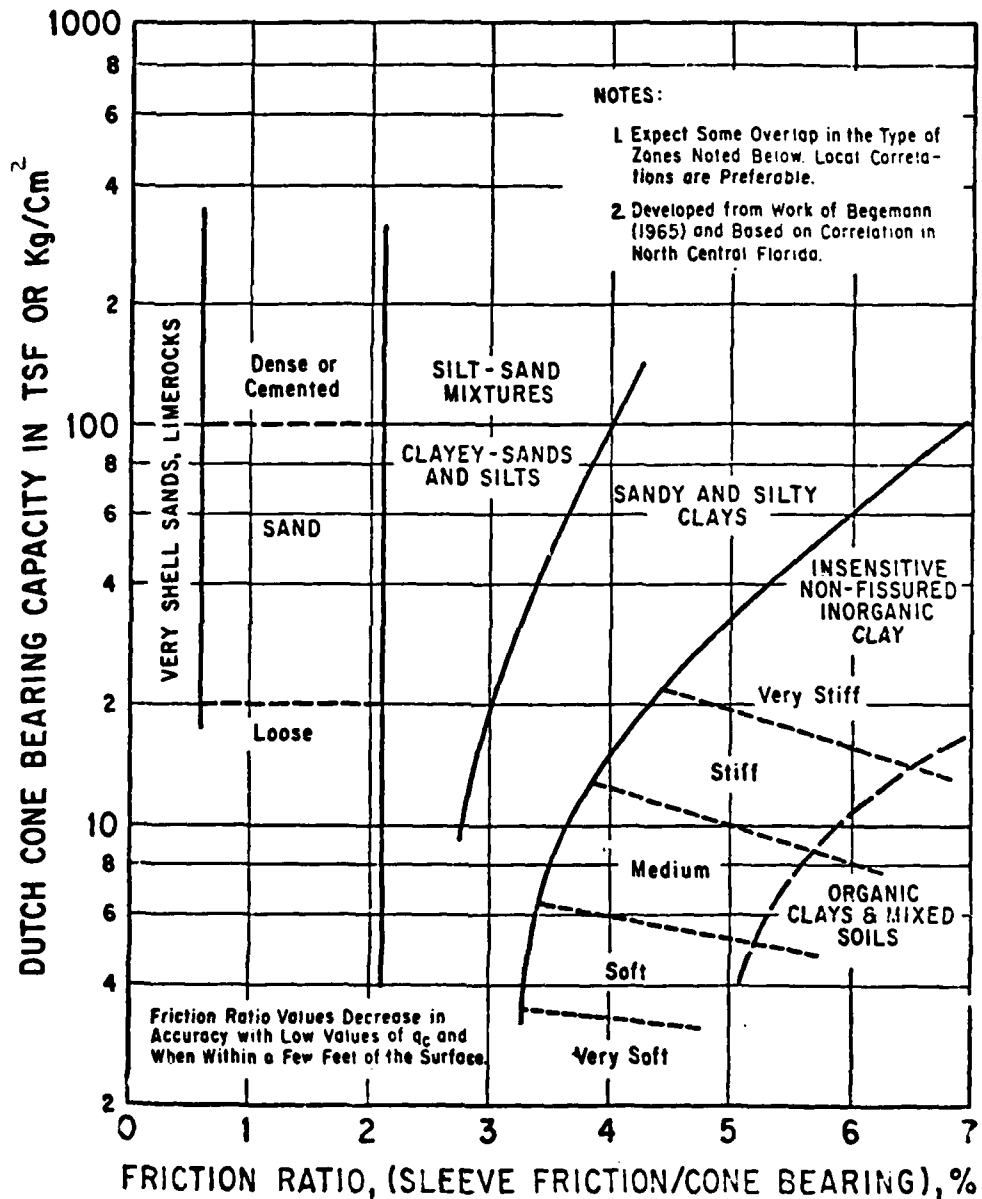 1000
8
6
4
2
100
8
6
4
2
10
8
6
4
2
DUTCH CONE BEARING CAPACITY IN TSF OR Kg/Cm²
NOTES:
1. Expect Some Overlap in the Type of
Zones Noted Below. Local Correla-
tions are Preferable.
2. Developed from Work of Begemann
(1965) and Based on Correlation in
North Central Florida.
VERY SHELL SANDS, LIMEROCKS
Dense or
Cemented
SILT-SAND
MIXTURES
CLAYEY-SANDS
AND SILTS
SAND
SANDY AND SILTY
CLAYS
INSENSITIVE
NON-FISSURED
INORGANIC
CLAY
Very Stiff
Loose
Stiff
Medium
ORGANIC
CLAYS & MIXED
SOILS
Soft
Friction Ratio Values Decrease in
Accuracy with Low Values of qc and
When Within a Few Feet of the Surface.
Very Soft
0 1 2 3 4 5 6 7
FRICTION RATIO, (SLEEVE FRICTION/CONE BEARING), %